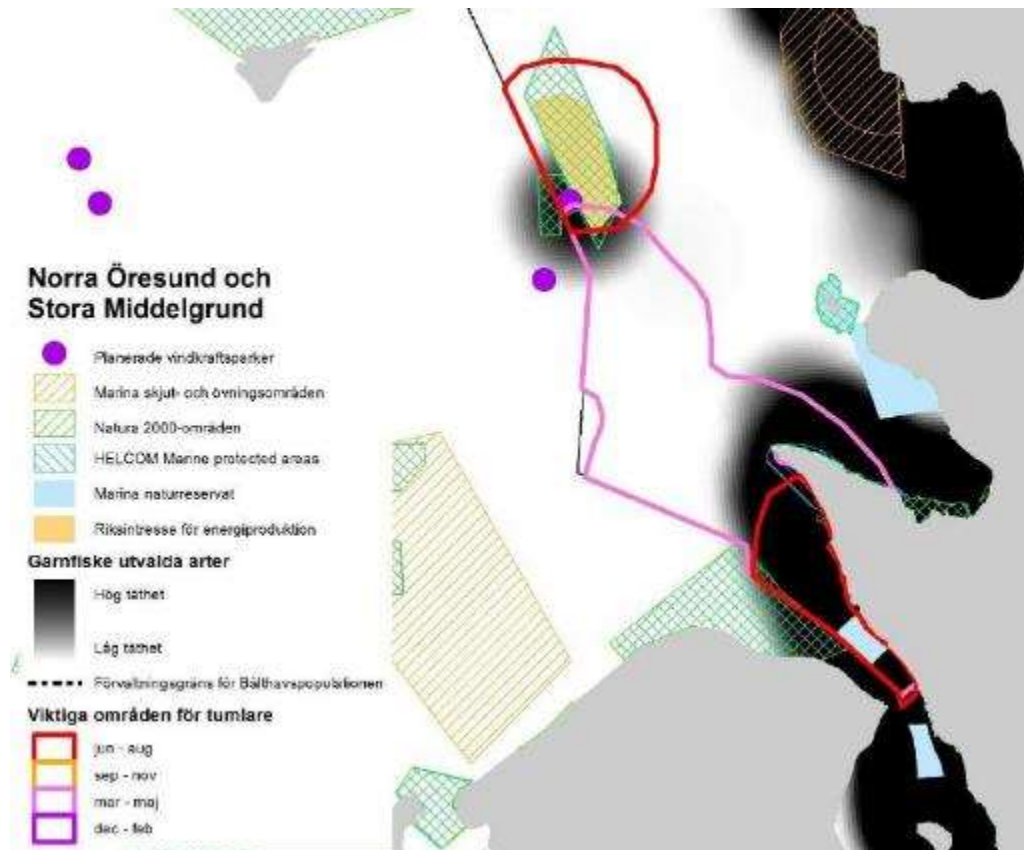 Norra Öresund och
Stora Middelgrund
Planerade vindkraftsparker
Marina skjut- och övningsområden
Natura 2000-områden
HELCOM Marine protected areas
Marina naturreservat
Riksintresse för energiproduktion
Garnfiske utvalda arter
Hög täthet
Låg täthet
Förvaltningsgräns för Bälthavspopulationen
Viktiga områden för tumlare
jun - aug
sep - nov
mar - maj
dec - feb